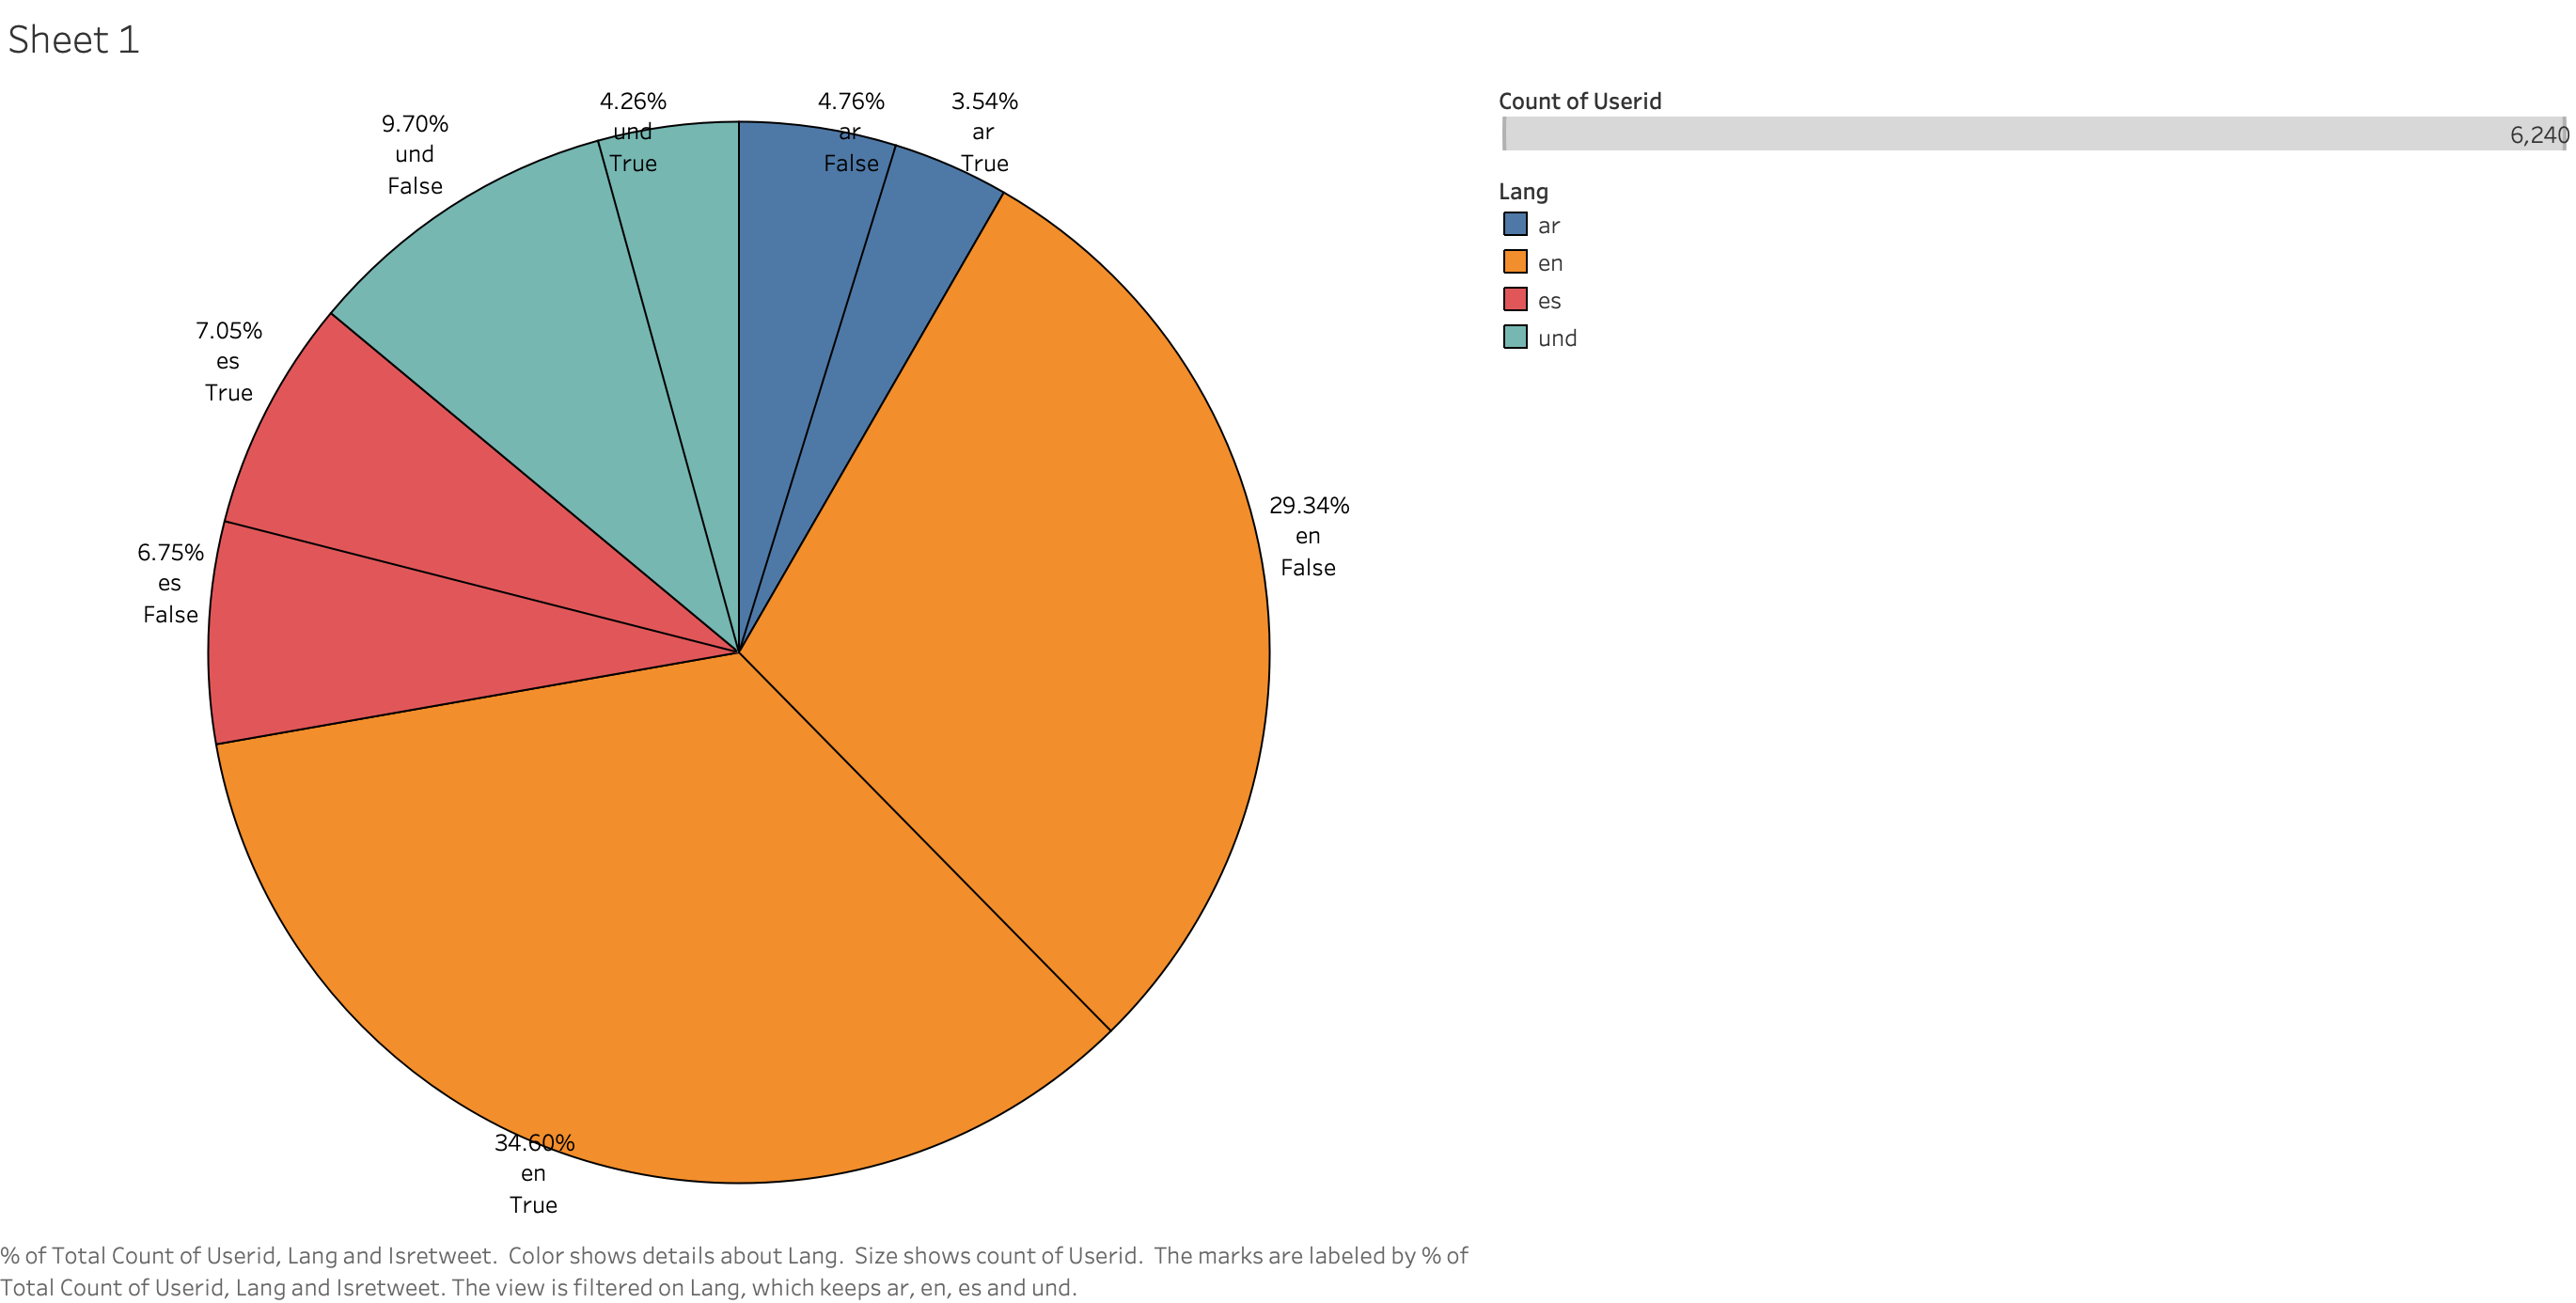 Sheet 1
4.26%
und
True
4.76%
ar
False
3.54%
ar
True
9.70%
und
False
7.05%
es
True
6.75%
es
False
29.34%
en
False
34.60%
en
True
Count of Userid
6,240
Lang
ar
en
es
und
% of Total Count of Userid, Lang and Isretweet.  Color shows details about Lang.  Size shows count of Userid.  The marks are labeled by % of
Total Count of Userid, Lang and Isretweet. The view is filtered on Lang, which keeps ar, en, es and und.